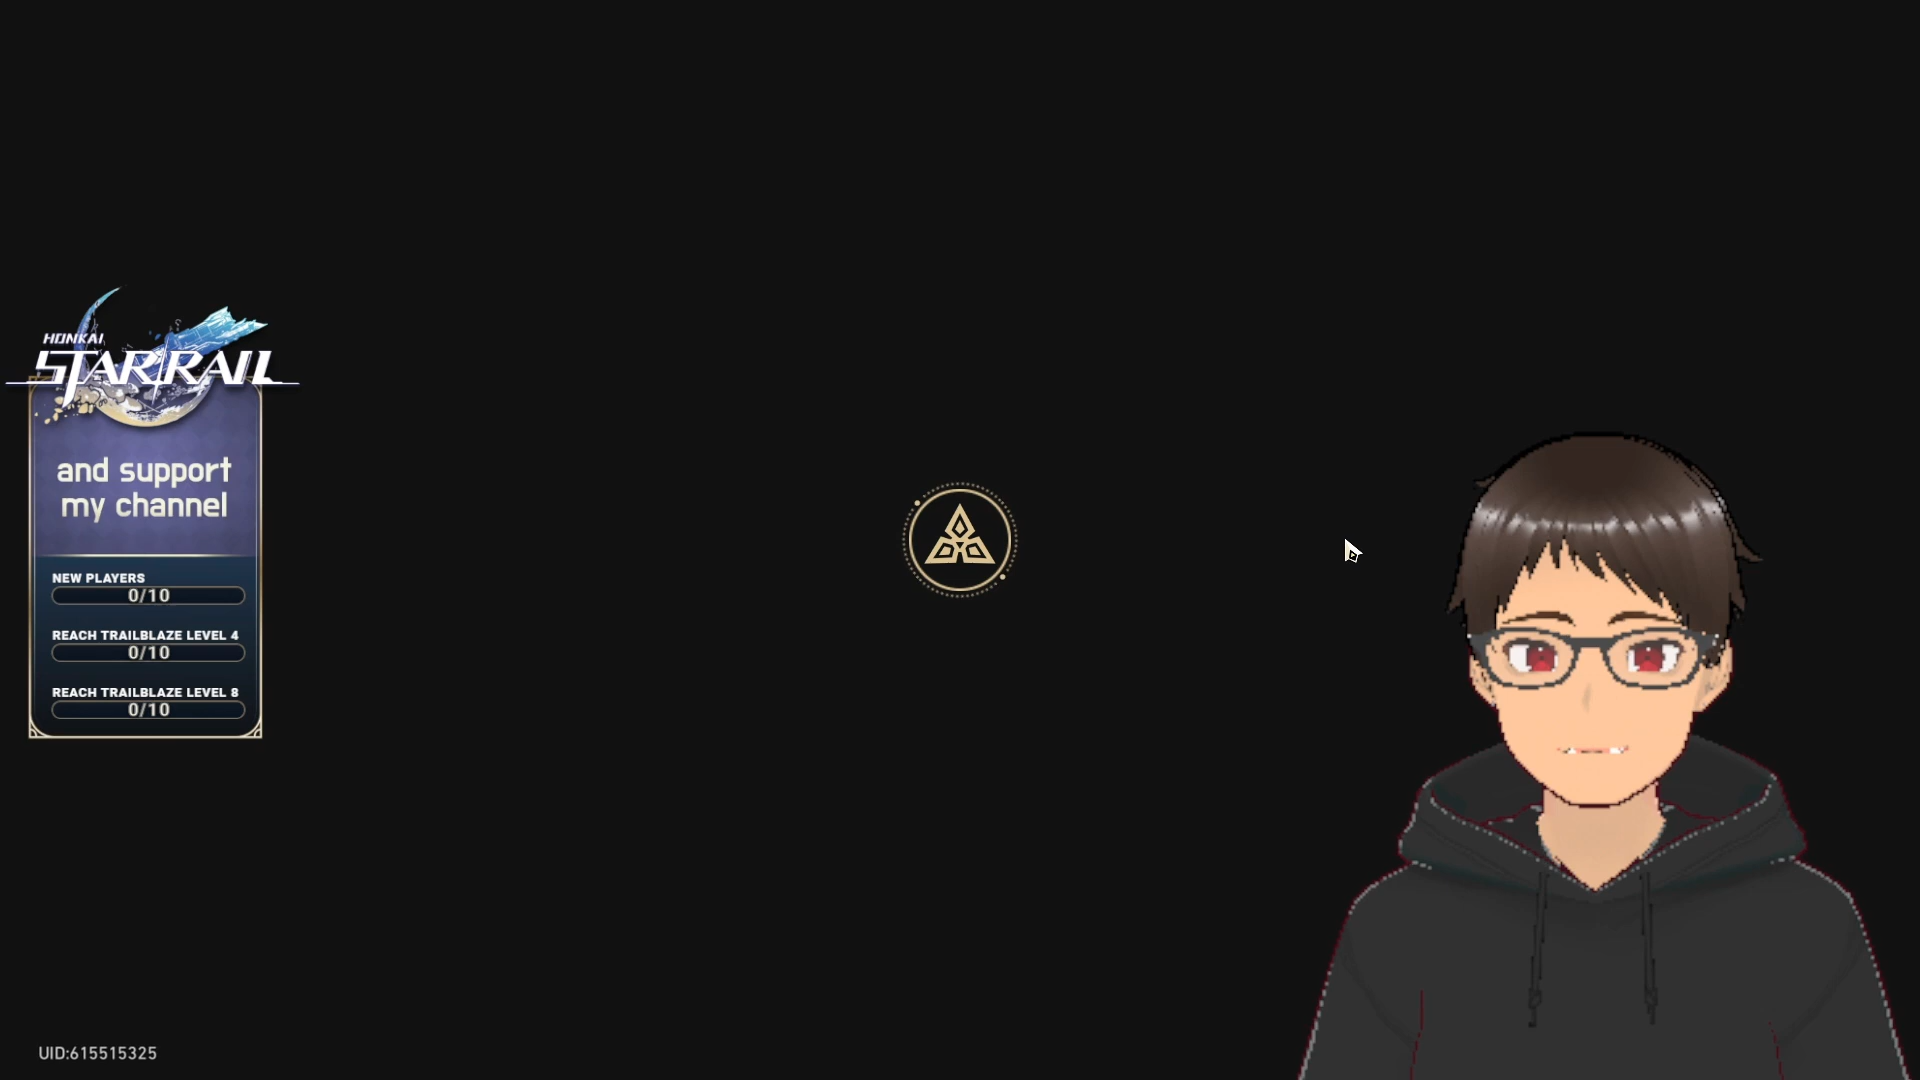 HONKAI
STAR RAIL
and support
my channel
NEW PLAYERS
0/10
REACH TRAILBLAZE LEVEL 4
0/10
REACH TRAILBLAZE LEVEL 8
0/10
UID:615515325